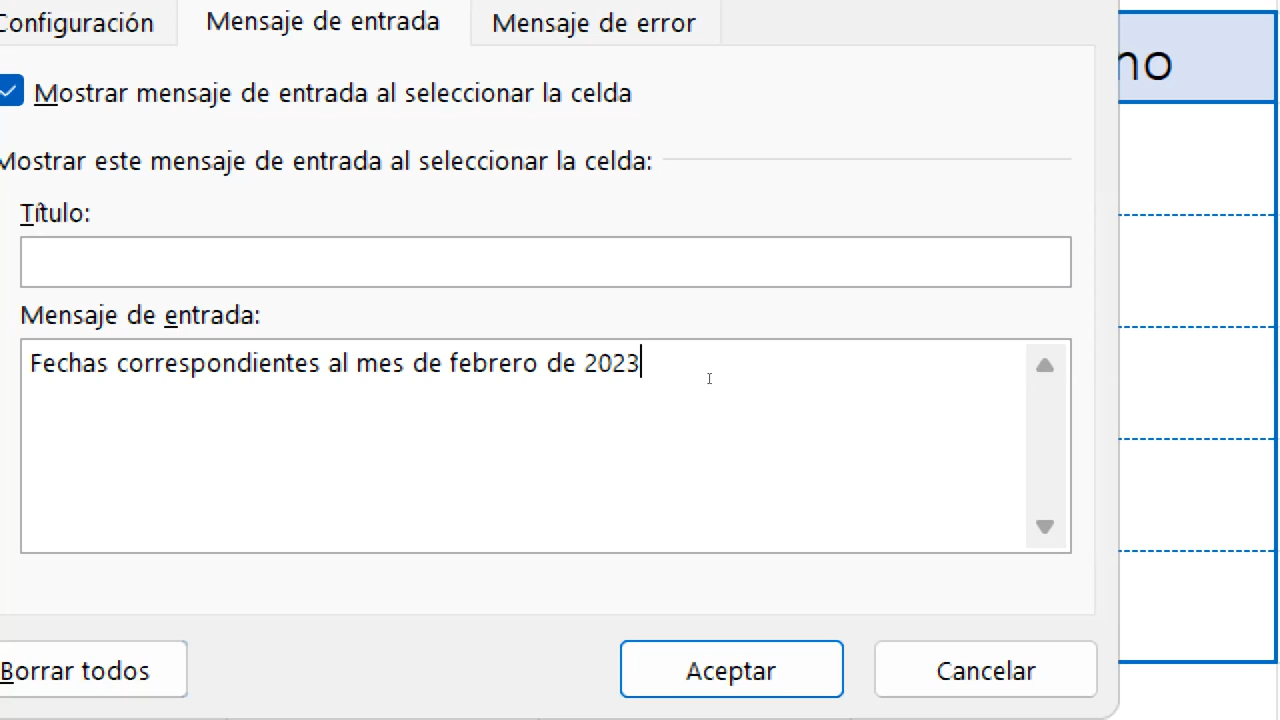 Configuración
Mensaje de entrada
Mensaje de error
Mostrar mensaje de entrada al seleccionar la celda
Mostrar este mensaje de entrada al seleccionar la celda:
Título:
Mensaje de entrada:
Fechas correspondientes al mes de febrero de 2023
Borrar todos
Aceptar
Cancelar